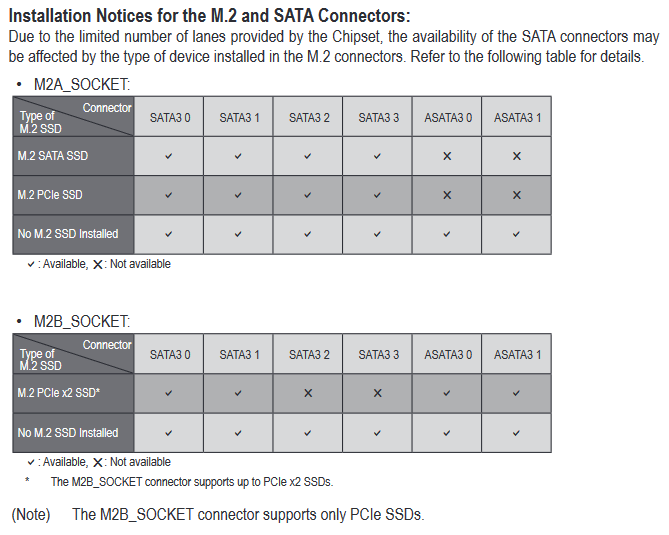 Installation Notices for the M.2 and SATA Connectors:
Due to the limited number of lanes provided by the Chipset, the availability of the SATA connectors may
be affected by the type of device installed in the M.2 connectors. Refer to the following table for details.
• M2A_SOCKET:
Connector
Type of
M.2 SSD
SATA3 0 SATA3 1 SATA3 2 SATA3 3 ASATA3 0 ASATA3 1
M.2 SATA SSD ✓ ✓ ✓ ✓ ✕ ✕
M.2 PCIe SSD ✓ ✓ ✓ ✓ ✕ ✕
No M.2 SSD Installed ✓ ✓ ✓ ✓ ✓ ✓
✓ : Available, ✕ : Not available
• M2B_SOCKET:
Connector
Type of
M.2 SSD
SATA3 0 SATA3 1 SATA3 2 SATA3 3 ASATA3 0 ASATA3 1
M.2 PCIe x2 SSD* ✓ ✓ ✕ ✕ ✓ ✓
No M.2 SSD Installed ✓ ✓ ✓ ✓ ✓ ✓
✓ : Available, ✕ : Not available
* The M2B_SOCKET connector supports up to PCIe x2 SSDs.
(Note) The M2B_SOCKET connector supports only PCIe SSDs.